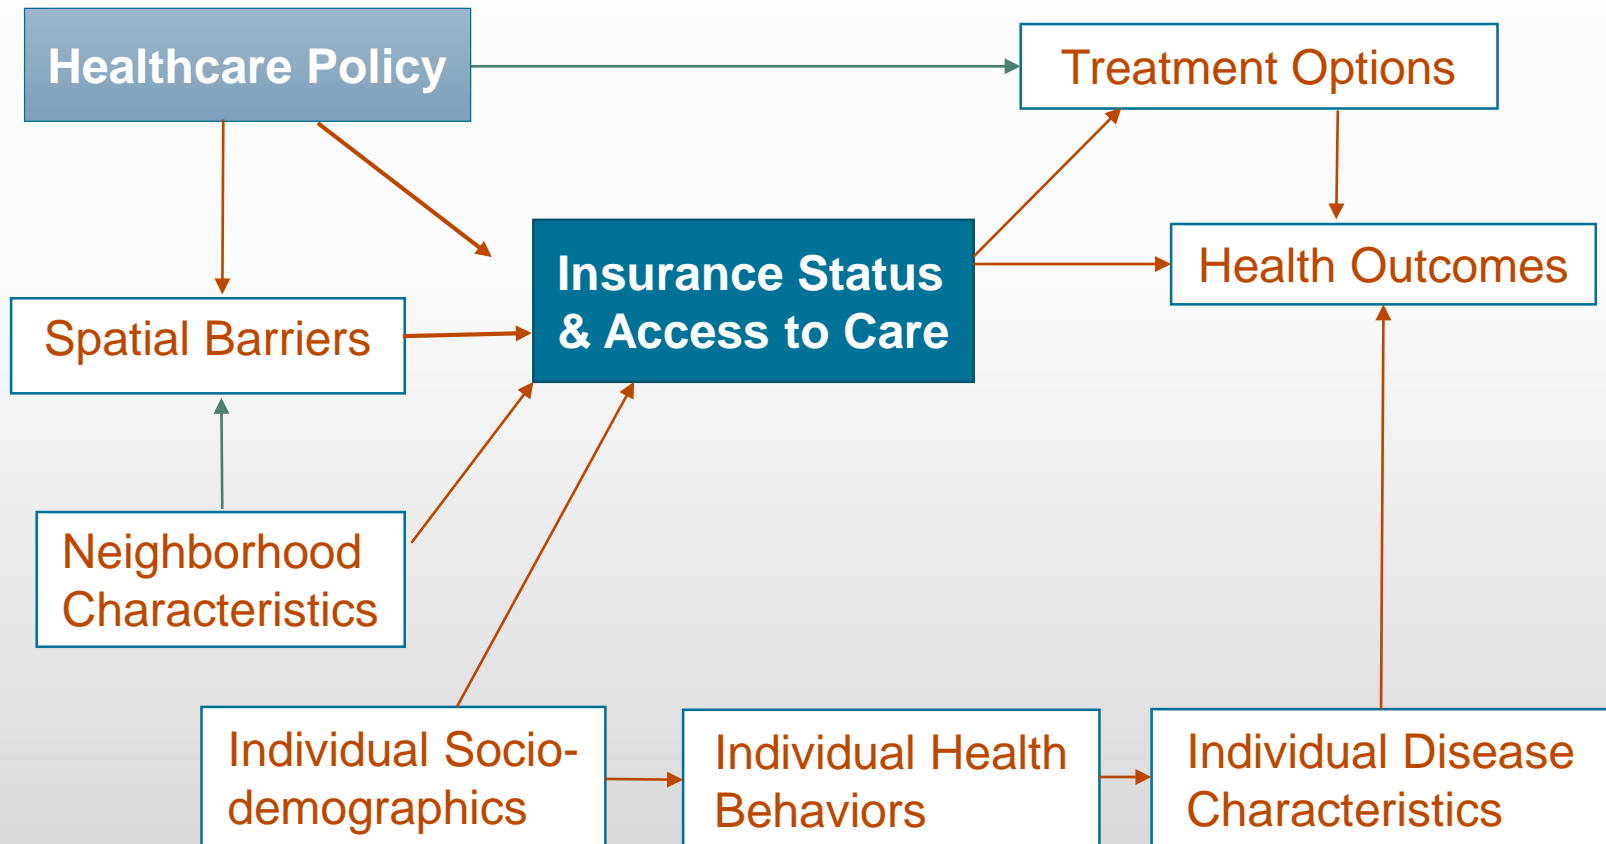 Healthcare Policy
Treatment Options
Insurance Status
& Access to Care
Health Outcomes
Spatial Barriers
Neighborhood
Characteristics
Individual Socio-
demographics
Individual Health
Behaviors
Individual Disease
Characteristics